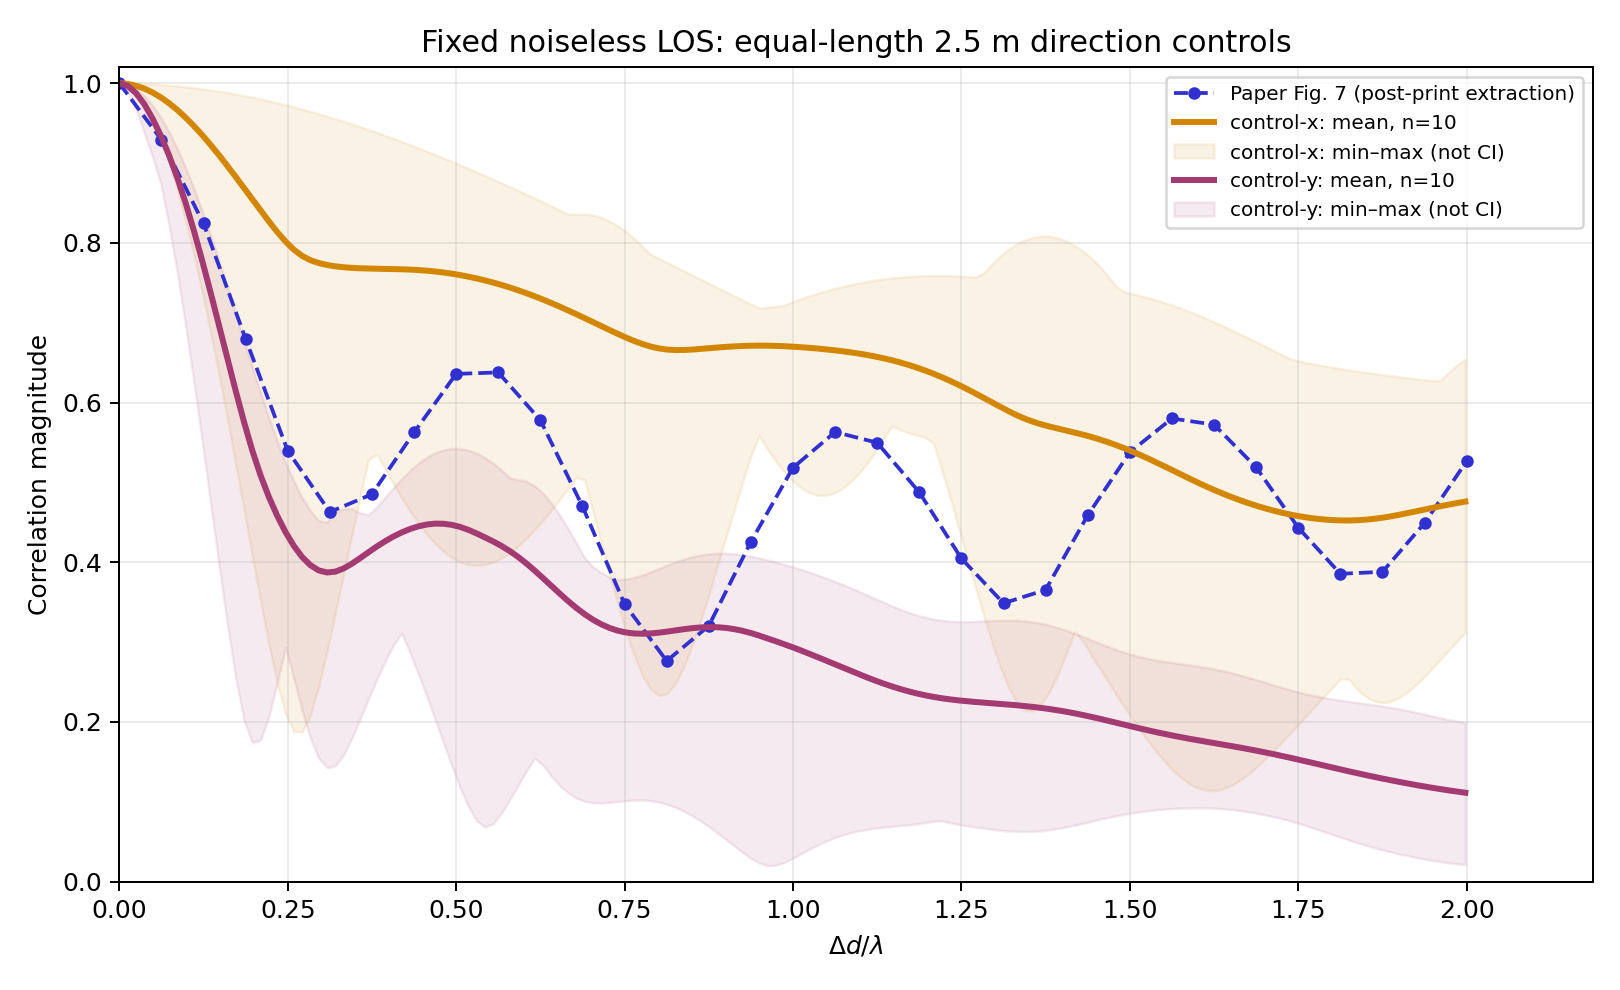 Fixed noiseless LOS: equal-length 2.5 m direction controls
Paper Fig. 7 (post-print extraction)
control-x: mean, n=10
control-x: min–max (not CI)
control-y: mean, n=10
control-y: min–max (not CI)
Correlation magnitude
1.0
0.8
0.6
0.4
0.2
0.0
0.00 0.25 0.50 0.75 1.00 1.25 1.50 1.75 2.00
Δd/λ